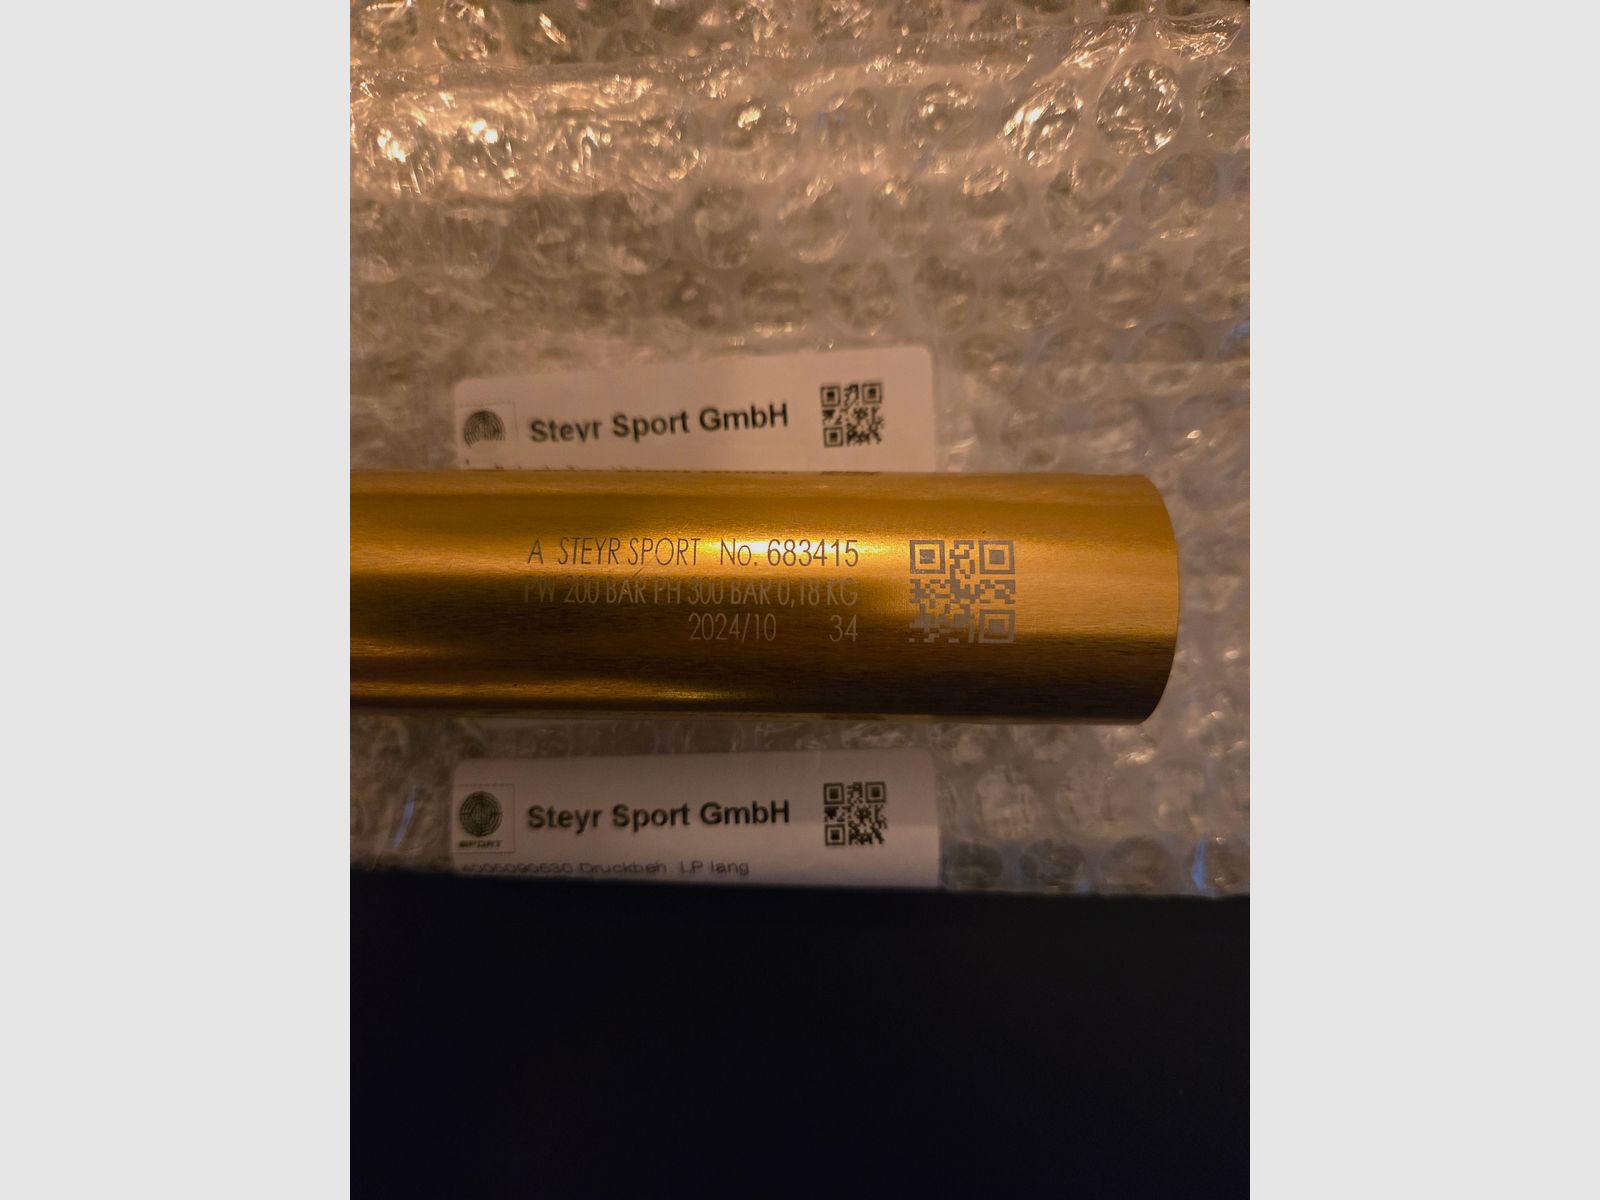 Steyr Sport GmbH
A STEYR SPORT No. 683415
PW 200 BAR PH 300 BAR 0,18 KG
2024/10 34
SPORT
Steyr Sport GmbH
Druckbeh. LP lang